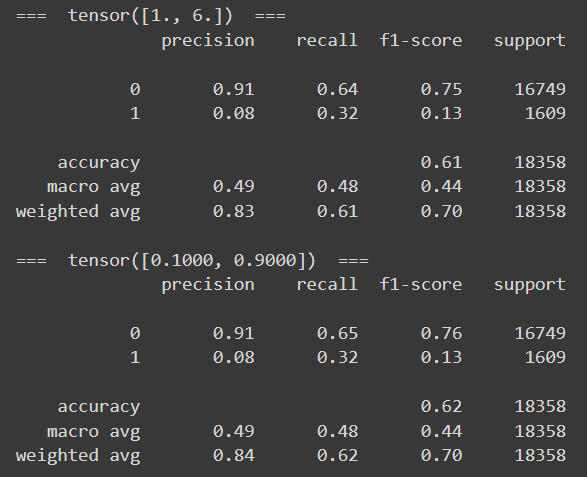 === tensor([1., 6.]) ===
precision recall f1-score support
0 0.91 0.64 0.75 16749
1 0.08 0.32 0.13 1609
accuracy 0.61 18358
macro avg 0.49 0.48 0.44 18358
weighted avg 0.83 0.61 0.70 18358
=== tensor([0.1000, 0.9000]) ===
precision recall f1-score support
0 0.91 0.65 0.76 16749
1 0.08 0.32 0.13 1609
accuracy 0.62 18358
macro avg 0.49 0.48 0.44 18358
weighted avg 0.84 0.62 0.70 18358